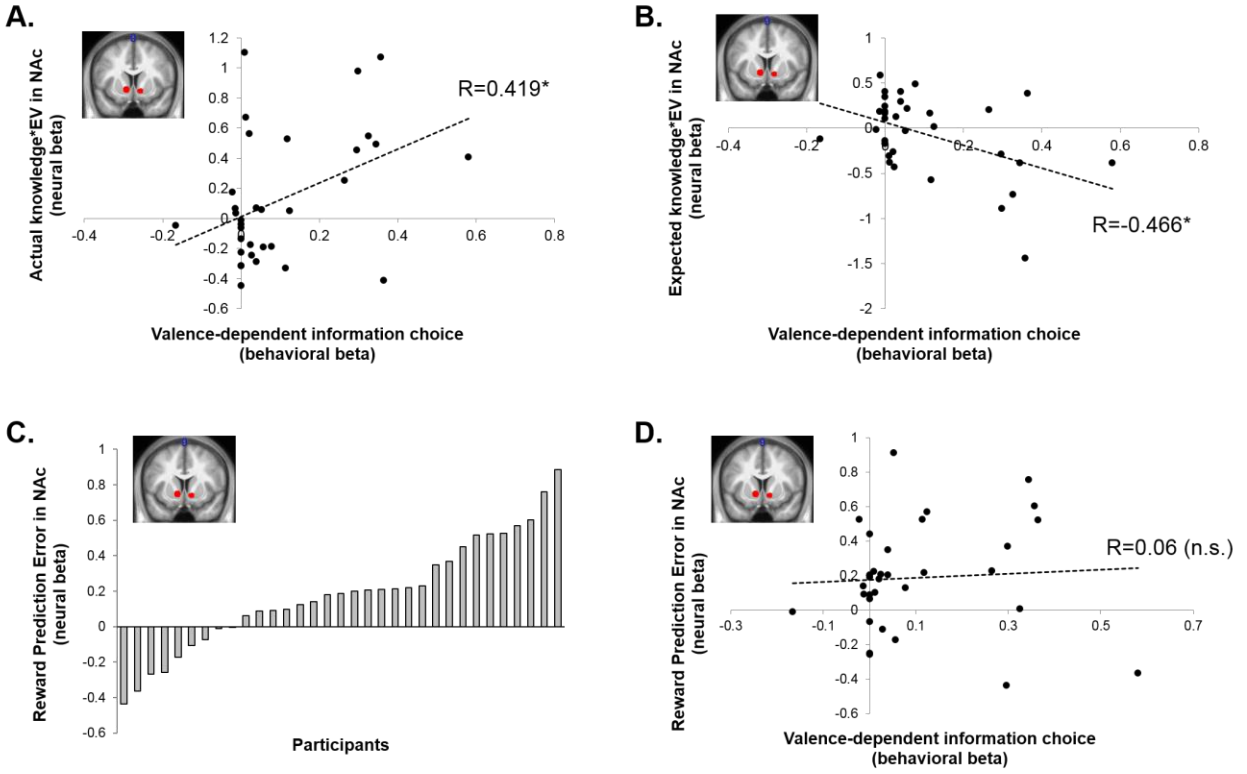 A.
Actual knowledge*EV in NAc
(neural beta)
1.2
1
0.8
0.6
0.4
0.2
0
-0.2
-0.4
-0.6
-0.4
-0.2
0
0.2
0.4
0.6
0.8
R=0.419*
Valence-dependent information choice
(behavioral beta)
B.
Expected knowledge*EV in NAc
(neural beta)
1
0.5
0
-0.5
-1
-1.5
-2
-0.4
-0.2
0
0.2
0.4
0.6
0.8
R=-0.466*
Valence-dependent information choice
(behavioral beta)
C.
Reward Prediction Error in NAc
(neural beta)
1
0.8
0.6
0.4
0.2
0
-0.2
-0.4
-0.6
Participants
D.
Reward Prediction Error in NAc
(neural beta)
1
0.8
0.6
0.4
0.2
0
-0.2
-0.4
-0.6
-0.3
-0.1
0.1
0.3
0.5
0.7
R=0.06 (n.s.)
Valence-dependent information choice
(behavioral beta)